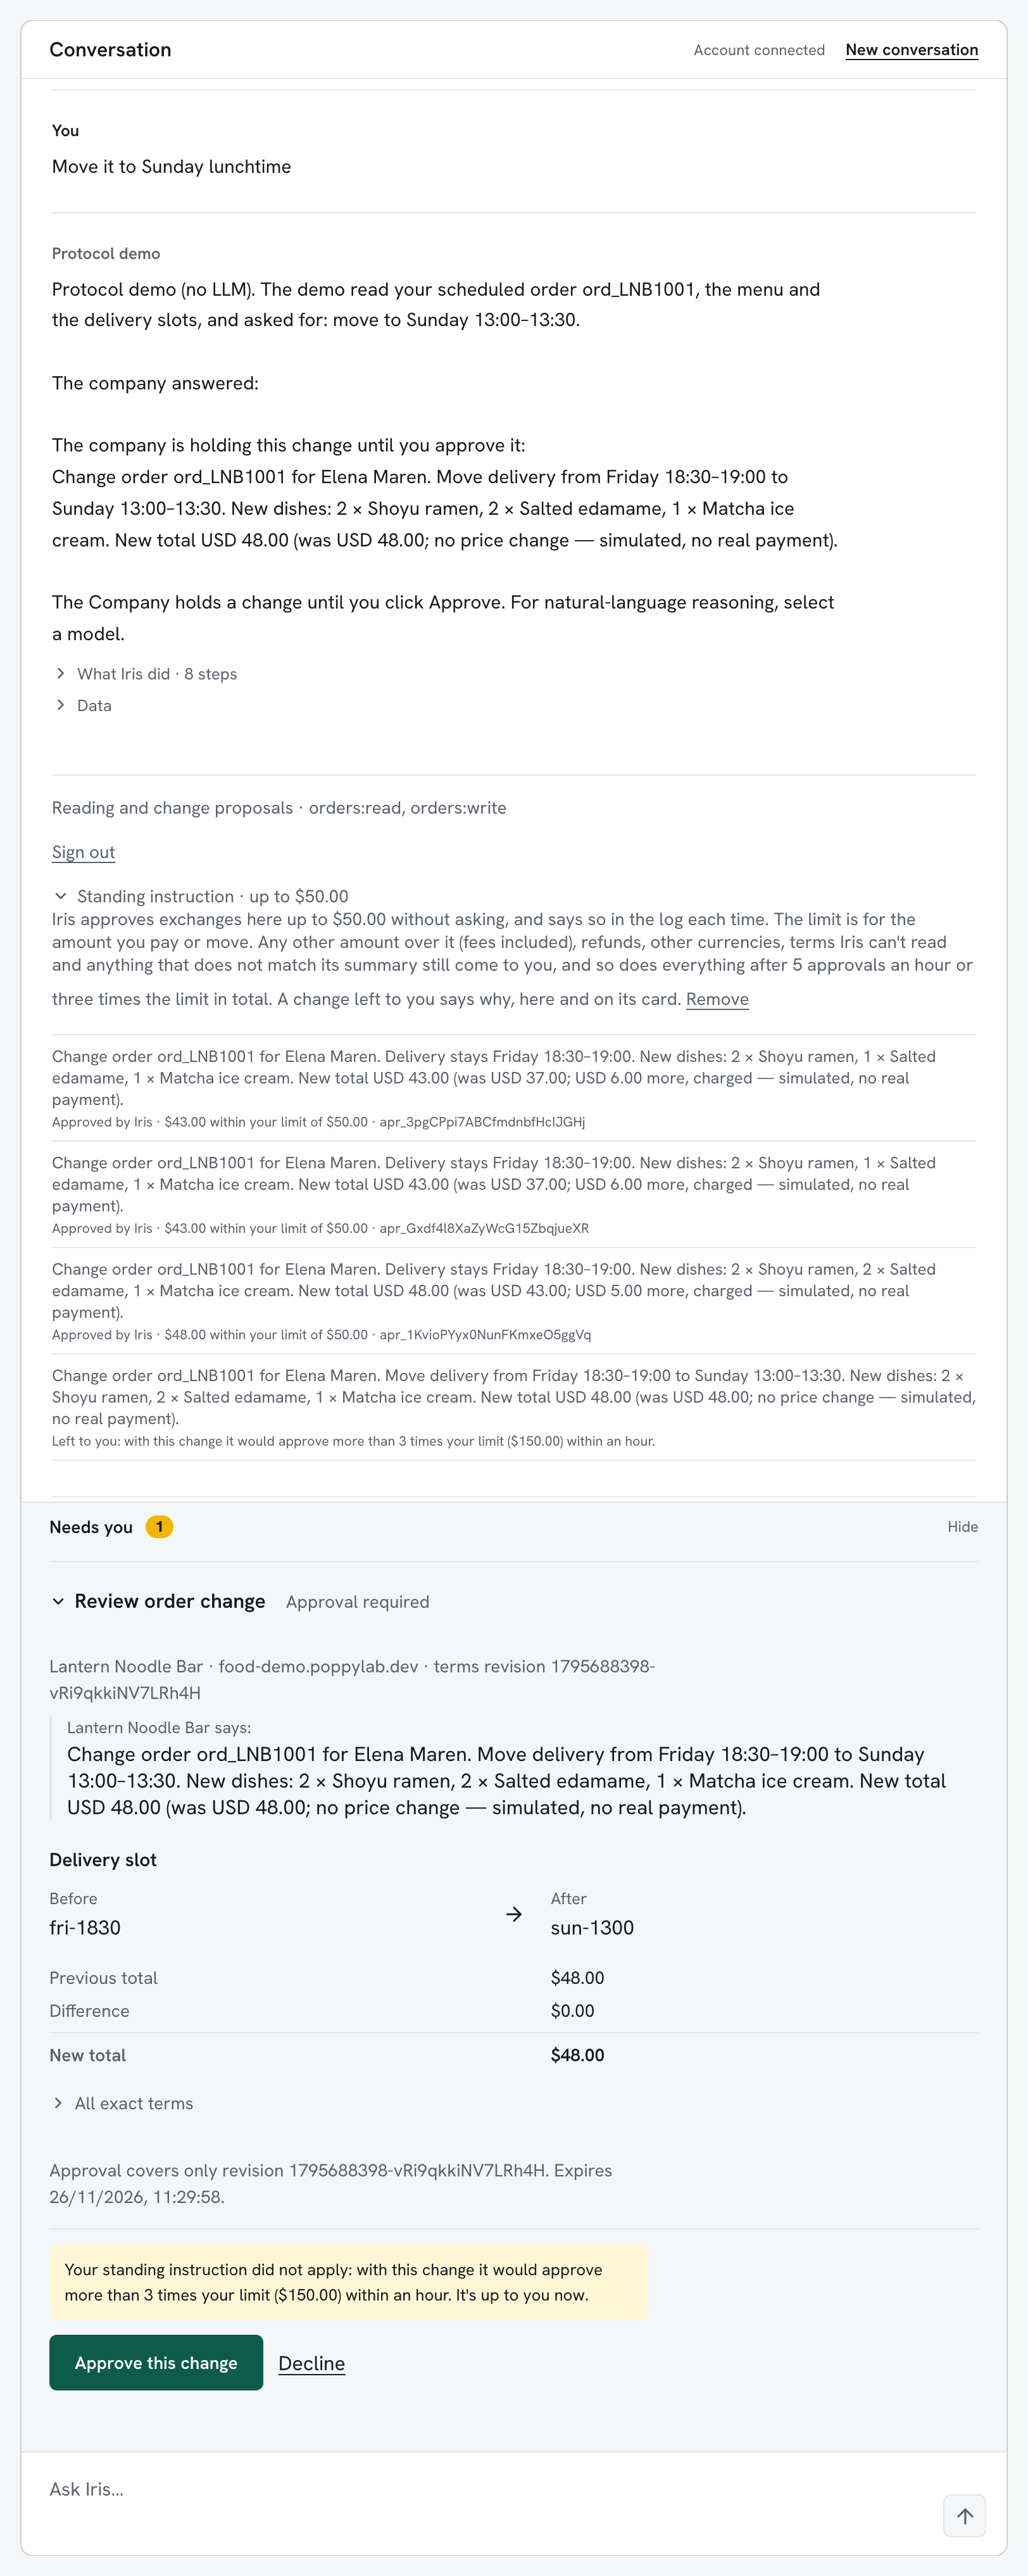 Conversation
Account connected
New conversation
You
Move it to Sunday lunchtime
Protocol demo
Protocol demo (no LLM). The demo read your scheduled order ord_LNB1001, the menu and
the delivery slots, and asked for: move to Sunday 13:00–13:30.
The company answered:
The company is holding this change until you approve it:
Change order ord_LNB1001 for Elena Maren. Move delivery from Friday 18:30–19:00 to
Sunday 13:00–13:30. New dishes: 2 × Shoyu ramen, 2 × Salted edamame, 1 × Matcha ice
cream. New total USD 48.00 (was USD 48.00; no price change — simulated, no real payment).
The Company holds a change until you click Approve. For natural-language reasoning, select
a model.
What Iris did · 8 steps
Data
Reading and change proposals · orders:read, orders:write
Sign out
Standing instruction · up to $50.00
Iris approves exchanges here up to $50.00 without asking, and says so in the log each time. The limit is for the
amount you pay or move. Any other amount over it (fees included), refunds, other currencies, terms Iris can't read
and anything that does not match its summary still come to you, and so does everything after 5 approvals an hour or
three times the limit in total. A change left to you says why, here and on its card. Remove
Change order ord_LNB1001 for Elena Maren. Delivery stays Friday 18:30–19:00. New dishes: 2 × Shoyu ramen, 1 × Salted
edamame, 1 × Matcha ice cream. New total USD 43.00 (was USD 37.00; USD 6.00 more, charged — simulated, no real
payment).
Approved by Iris · $43.00 within your limit of $50.00 · apr_3pgCPpi7ABCfmdnbfHcIJGHj
Change order ord_LNB1001 for Elena Maren. Delivery stays Friday 18:30–19:00. New dishes: 2 × Shoyu ramen, 1 × Salted
edamame, 1 × Matcha ice cream. New total USD 43.00 (was USD 37.00; USD 6.00 more, charged — simulated, no real
payment).
Approved by Iris · $43.00 within your limit of $50.00 · apr_Gxdf4l8XaZyWcG15ZbqjueXR
Change order ord_LNB1001 for Elena Maren. Delivery stays Friday 18:30–19:00. New dishes: 2 × Shoyu ramen, 2 × Salted
edamame, 1 × Matcha ice cream. New total USD 48.00 (was USD 43.00; USD 5.00 more, charged — simulated, no real
payment).
Approved by Iris · $48.00 within your limit of $50.00 · apr_1KvioPYyx0NunFKmxeO5ggVq
Change order ord_LNB1001 for Elena Maren. Move delivery from Friday 18:30–19:00 to Sunday 13:00–13:30. New dishes: 2 ×
Shoyu ramen, 2 × Salted edamame, 1 × Matcha ice cream. New total USD 48.00 (was USD 48.00; no price change — simulated,
no real payment).
Left to you: with this change it would approve more than 3 times your limit ($150.00) within an hour.
Needs you 1
Hide
Review order change Approval required
Lantern Noodle Bar · food-demo.poppylab.dev · terms revision 1795688398-
vRi9qkkiNV7LRh4H
Lantern Noodle Bar says:
Change order ord_LNB1001 for Elena Maren. Move delivery from Friday 18:30–19:00 to Sunday
13:00–13:30. New dishes: 2 × Shoyu ramen, 2 × Salted edamame, 1 × Matcha ice cream. New total
USD 48.00 (was USD 48.00; no price change — simulated, no real payment).
Delivery slot
Before
fri-1830
→
After
sun-1300
Previous total $48.00
Difference $0.00
New total $48.00
All exact terms
Approval covers only revision 1795688398-vRi9qkkiNV7LRh4H. Expires
26/11/2026, 11:29:58.
Your standing instruction did not apply: with this change it would approve
more than 3 times your limit ($150.00) within an hour. It's up to you now.
Approve this change
Decline
Ask Iris...